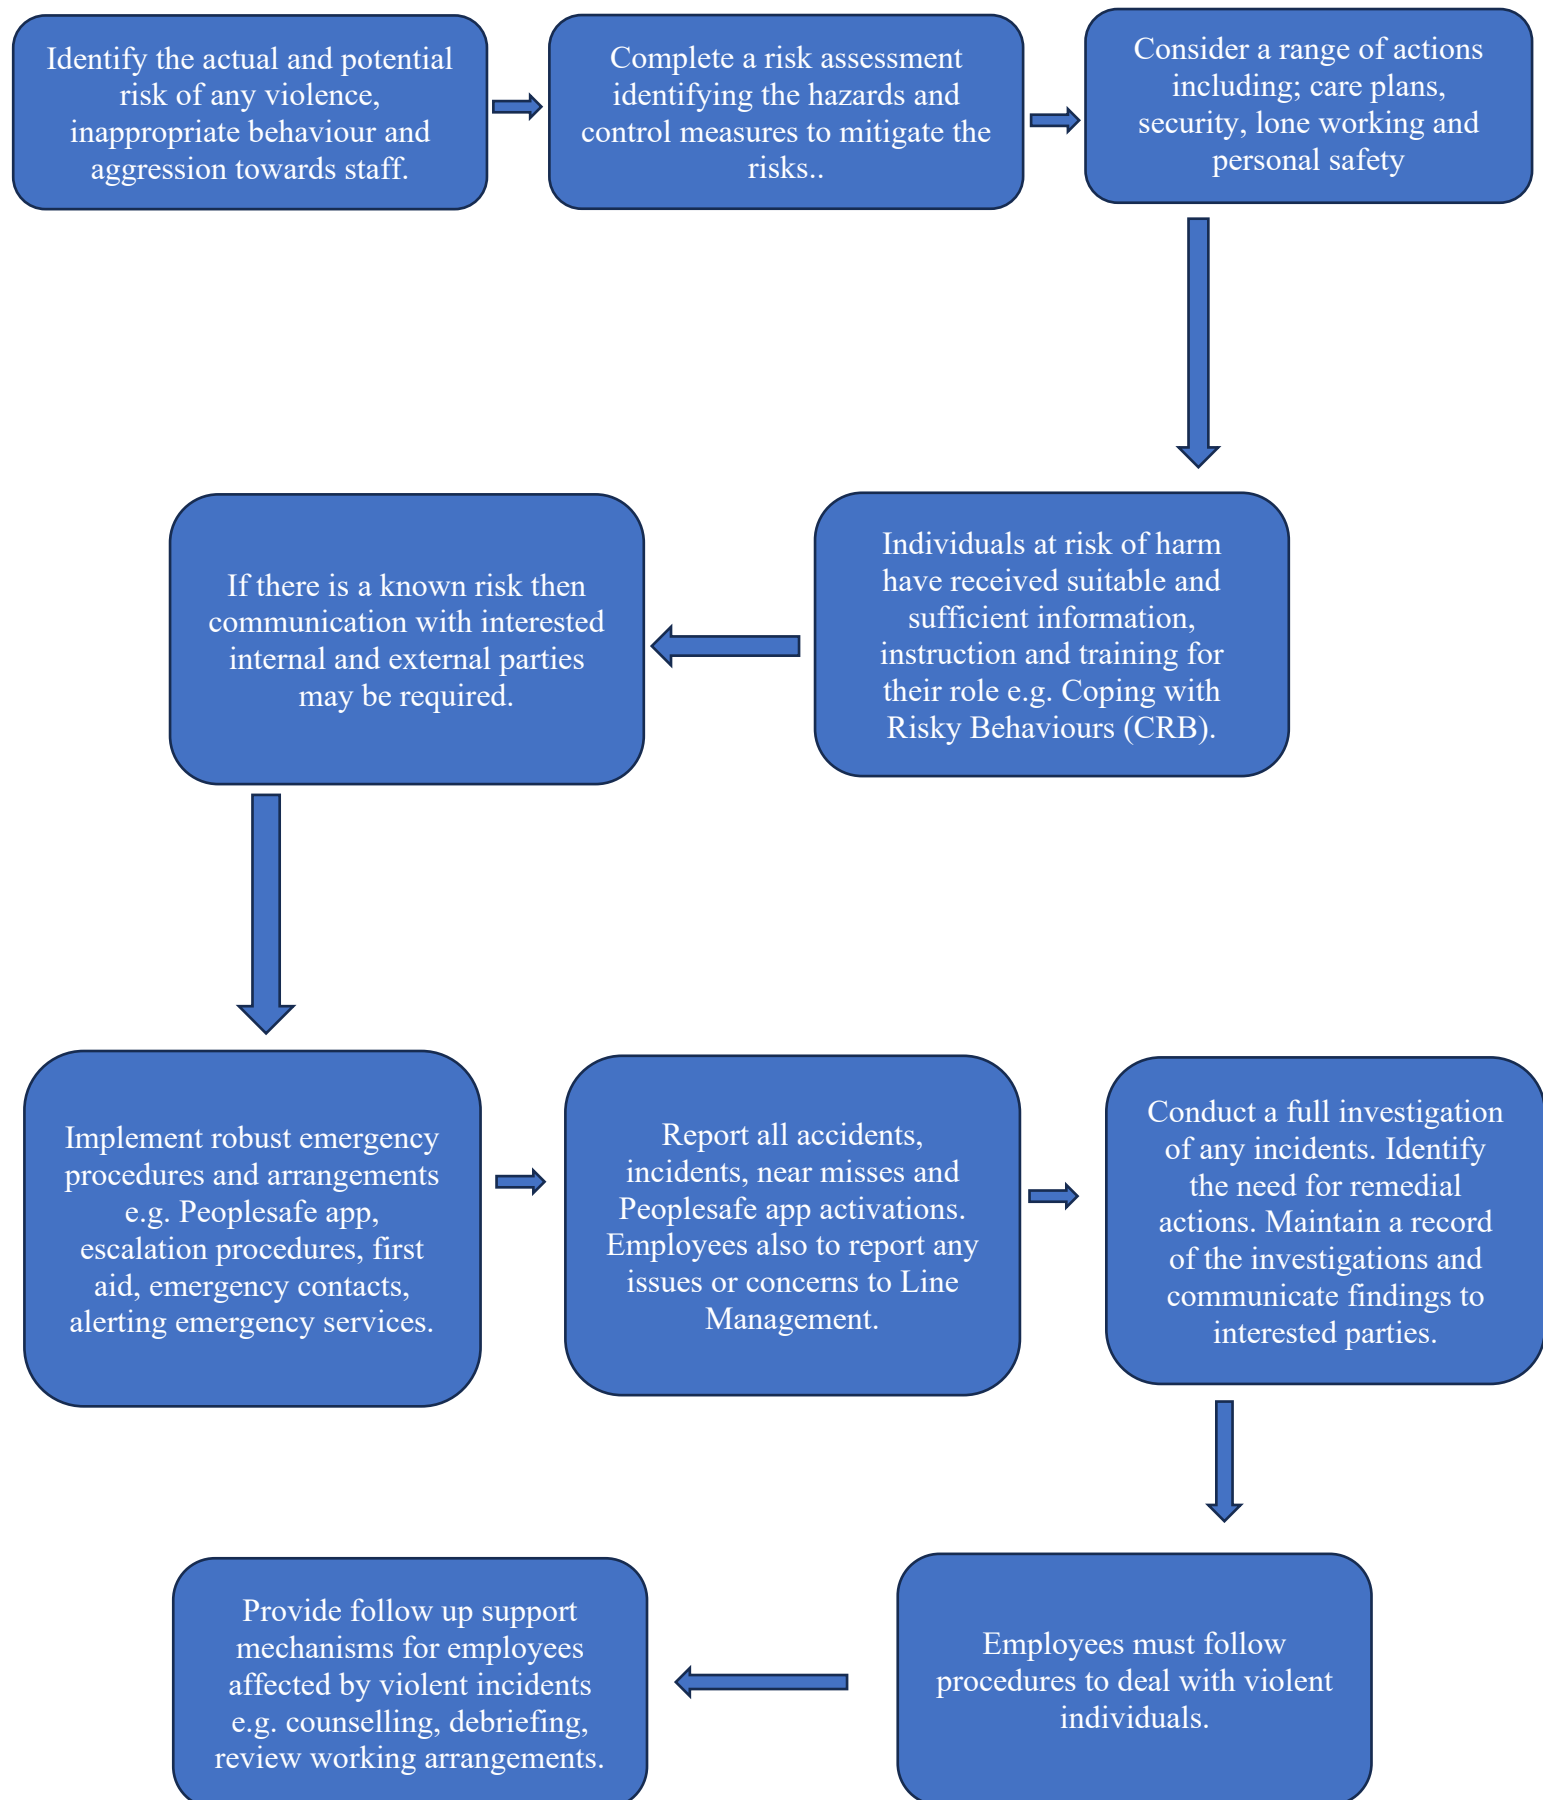 Identify the actual and potential
risk of any violence,
inappropriate behaviour and
aggression towards staff.
Complete a risk assessment
identifying the hazards and
control measures to mitigate the
risks..
Consider a range of actions
including; care plans,
security, lone working and
personal safety
Individuals at risk of harm
have received suitable and
sufficient information,
instruction and training for
their role e.g. Coping with
Risky Behaviours (CRB).
If there is a known risk then
communication with interested
internal and external parties
may be required.
Implement robust emergency
procedures and arrangements
e.g. Peoplesafe app,
escalation procedures, first
aid, emergency contacts,
alerting emergency services.
Report all accidents,
incidents, near misses and
Peoplesafe app activations.
Employees also to report any
issues or concerns to Line
Management.
Conduct a full investigation
of any incidents. Identify
the need for remedial
actions. Maintain a record
of the investigations and
communicate findings to
interested parties.
Employees must follow
procedures to deal with violent
individuals.
Provide follow up support
mechanisms for employees
affected by violent incidents
e.g. counselling, debriefing,
review working arrangements.